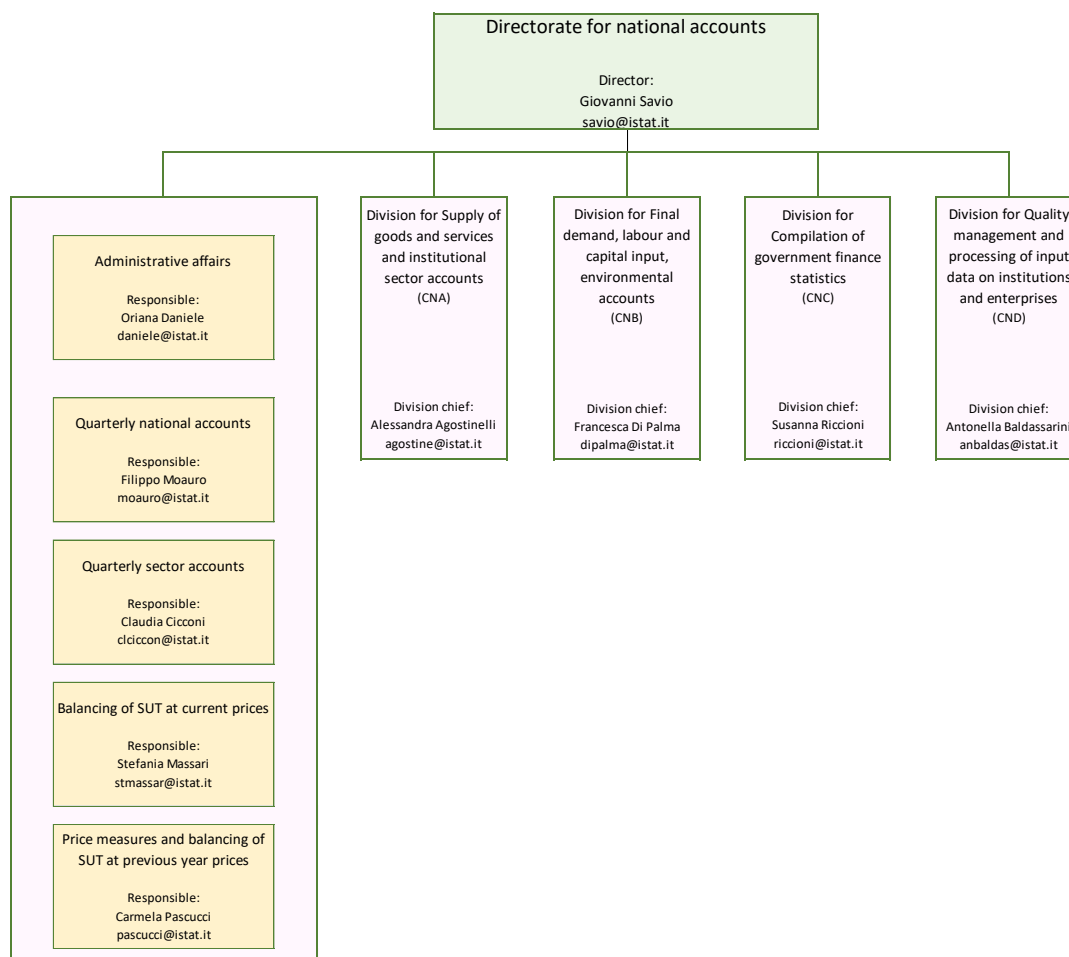 Directorate for national accounts
Director:
Giovanni Savio
savio@istat.it
Administrative affairs
Responsible:
Oriana Daniele
daniele@istat.it
Quarterly national accounts
Responsible:
Filippo Moauro
moauro@istat.it
Quarterly sector accounts
Responsible:
Claudia Cicconi
clciccon@istat.it
Balancing of SUT at current prices
Responsible:
Stefania Massari
stmassar@istat.it
Price measures and balancing of
SUT at previous year prices
Responsible:
Carmela Pascucci
pascucci@istat.it
Division for Supply of
goods and services
and institutional
sector accounts
(CNA)
Division chief:
Alessandra Agostinelli
agostine@istat.it
Division for Final
demand, labour and
capital input,
environmental
accounts
(CNB)
Division chief:
Francesca Di Palma
dipalma@istat.it
Division for
Compilation of
government finance
statistics
(CNC)
Division chief:
Susanna Riccioni
riccioni@istat.it
Division for Quality
management and
processing of input
data on institutions
and enterprises
(CND)
Division chief:
Antonella Baldassarini
anbaldas@istat.it